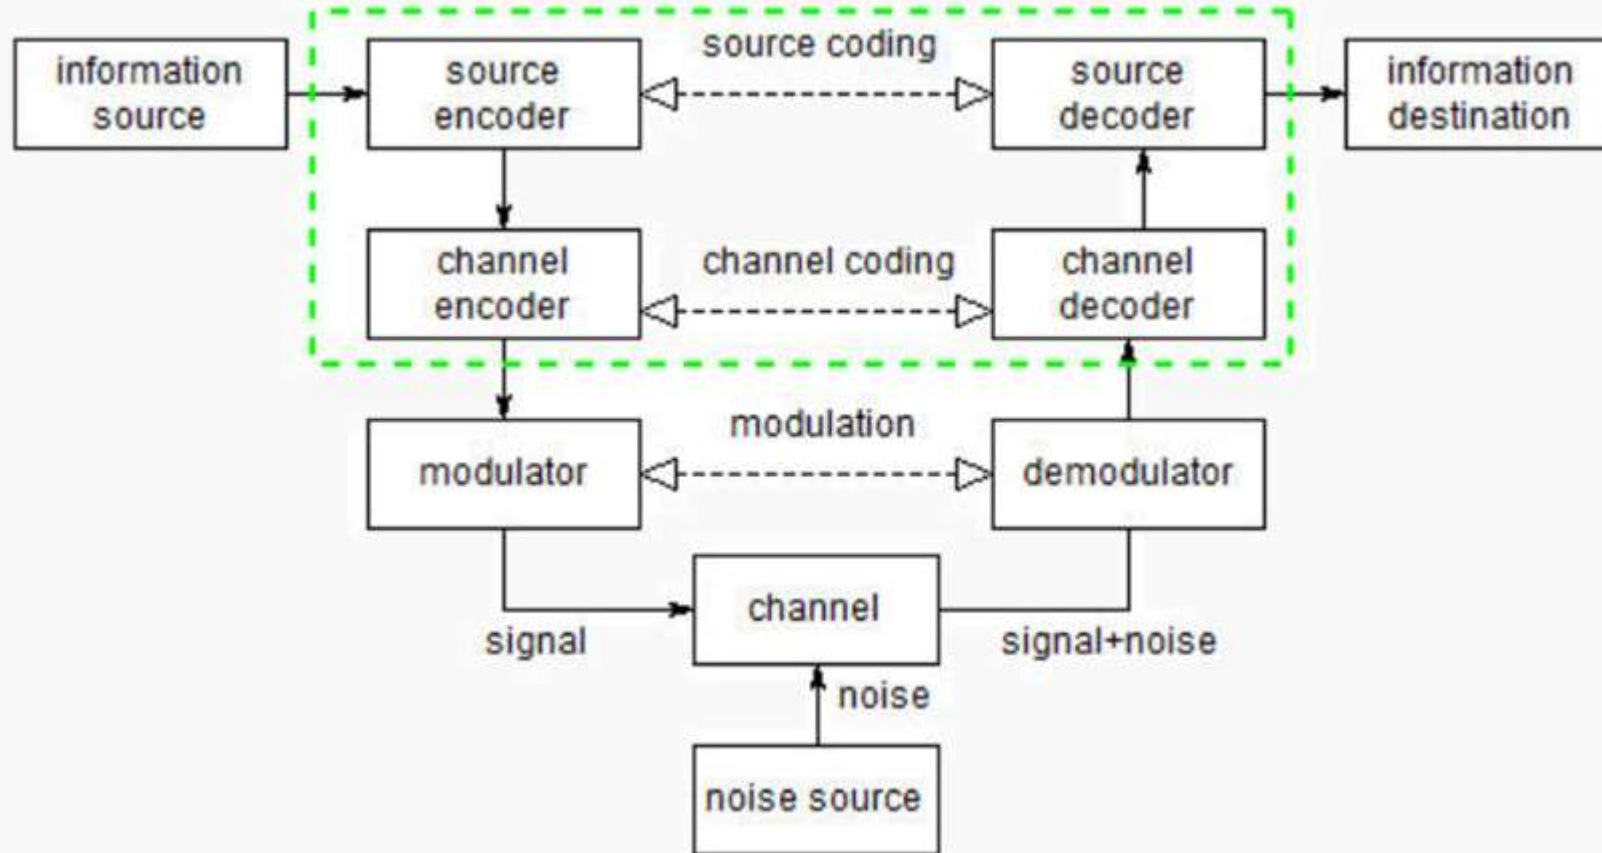 information
source
source
encoder
source coding
source
decoder
information
destination
channel
encoder
channel coding
channel
decoder
modulator
modulation
demodulator
signal
channel
signal+noise
noise
noise source